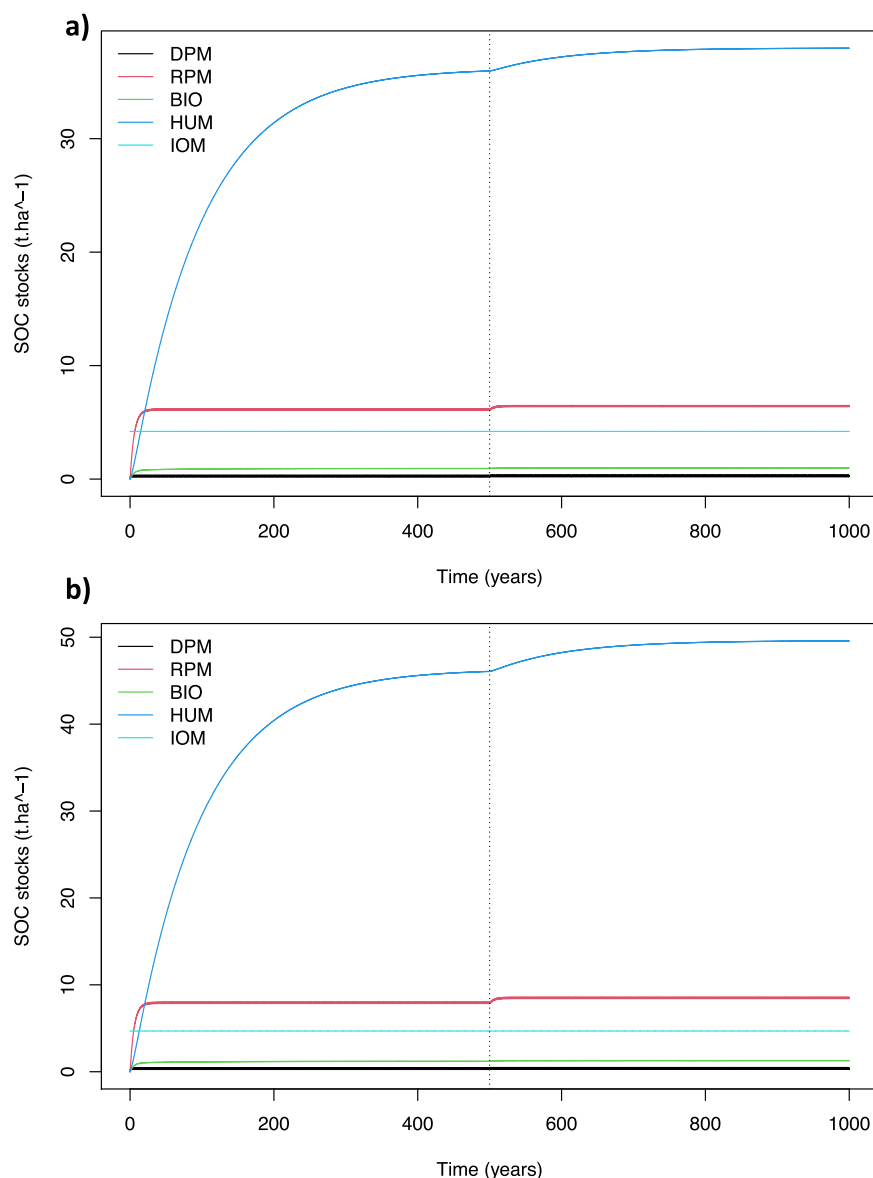 a)
DPM
RPM
BIO
HUM
IOM
SOC stocks (t.ha^−1)
0
10
20
30
0
200
400
600
800
1000
Time (years)
b)
DPM
RPM
BIO
HUM
IOM
SOC stocks (t.ha^−1)
0
10
20
30
40
50
0
200
400
600
800
1000
Time (years)